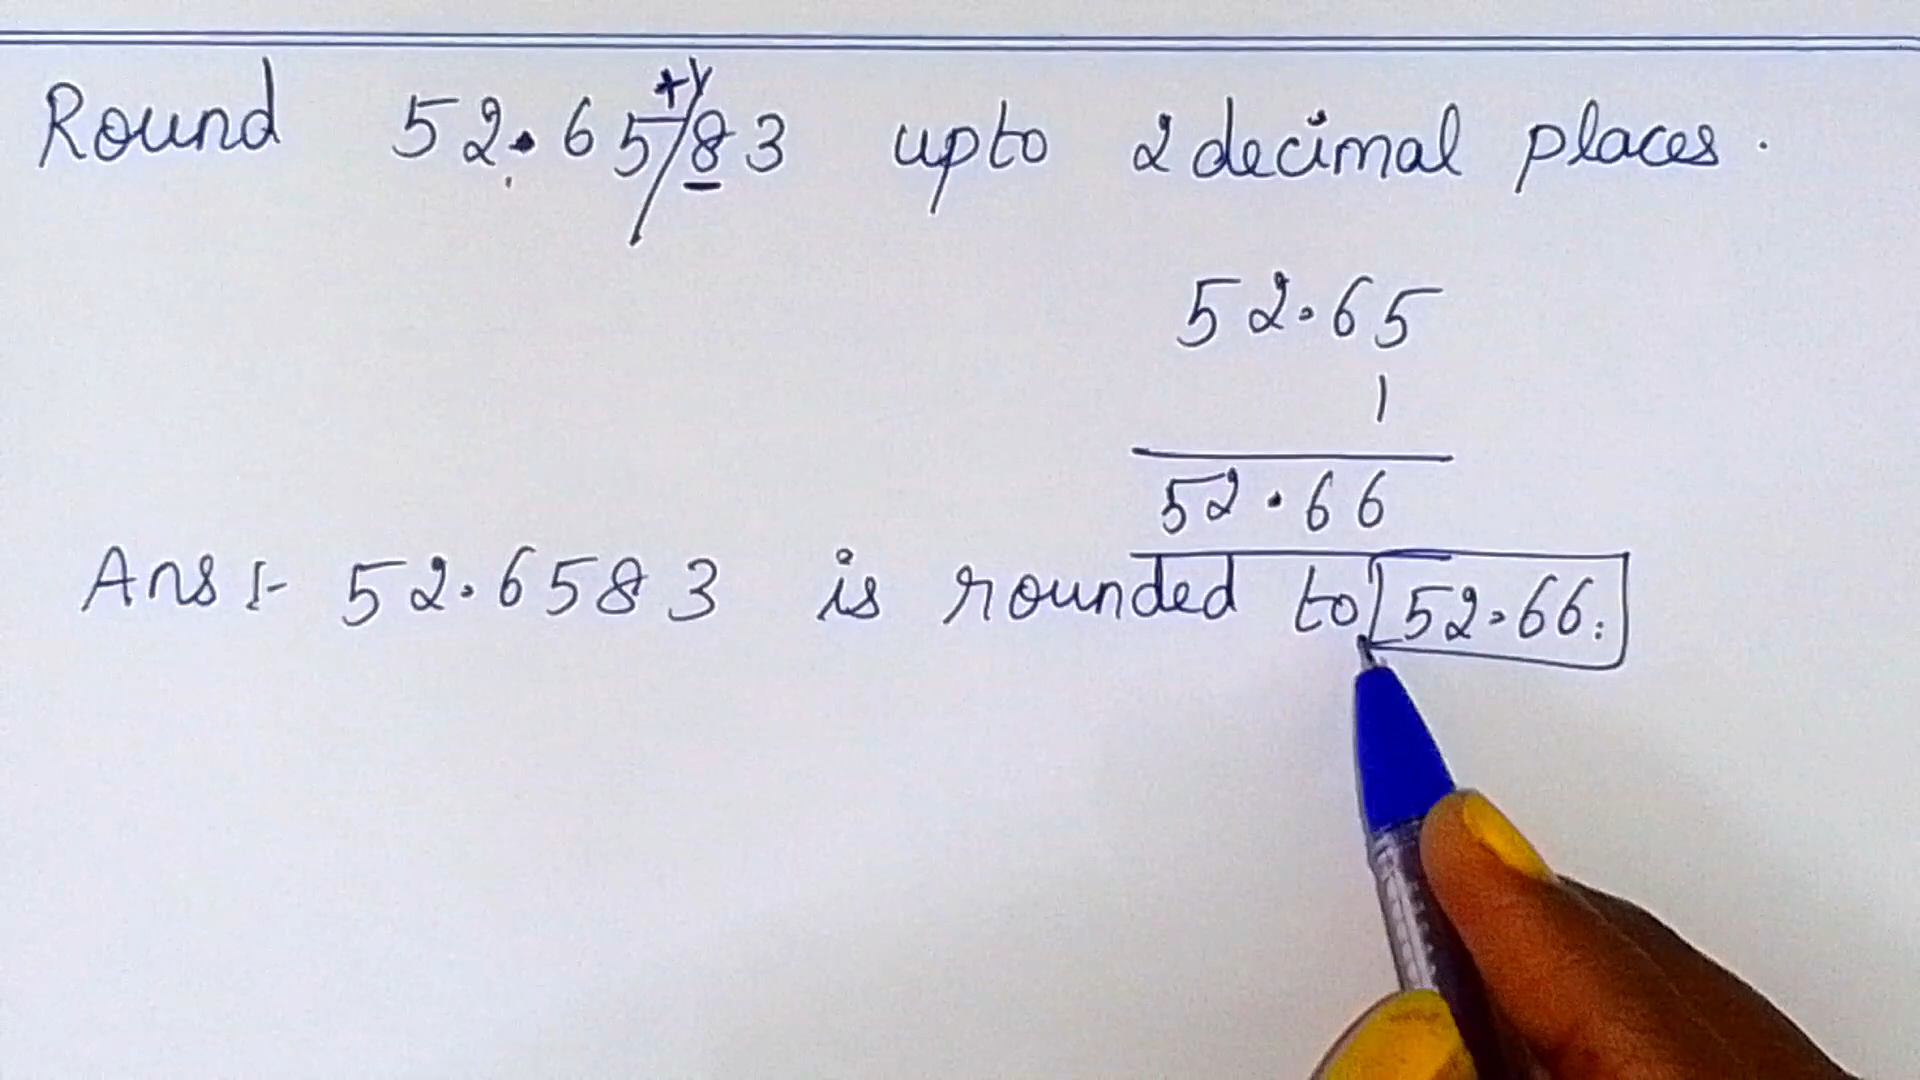 +1
Round 52.65/83 upto 2 decimal places.
52.65
1
52.66
Ans :- 52.6583 is rounded to 52.66.